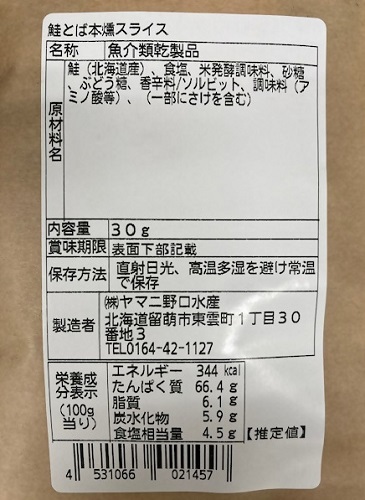 鮭とば本燻スライス
名称 魚介類乾製品
原材料名 鮭（北海道産）、食塩、米発酵調味料、砂糖
、ぶどう糖、香辛料/ソルビット、調味料（ア
ミノ酸等）、（一部にさけを含む）
内容量 30g
賞味期限 表面下部記載
保存方法 直射日光、高温多湿を避け常温
で保存
製造者 ㈱ヤマニ野口水産
北海道留萌市東雲町1丁目30
番地3
TEL0164-42-1127
栄養成分表示(100g当り)
エネルギー 344 kcal
たんぱく質 66.4 g
脂質 6.1 g
炭水化物 5.9 g
食塩相当量 4.5 g 【推定値】
4 531066 021457